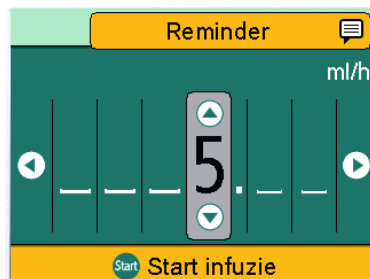 Reminder
ml/h
_ _ _ 5 . _ _
Start Start infuzie